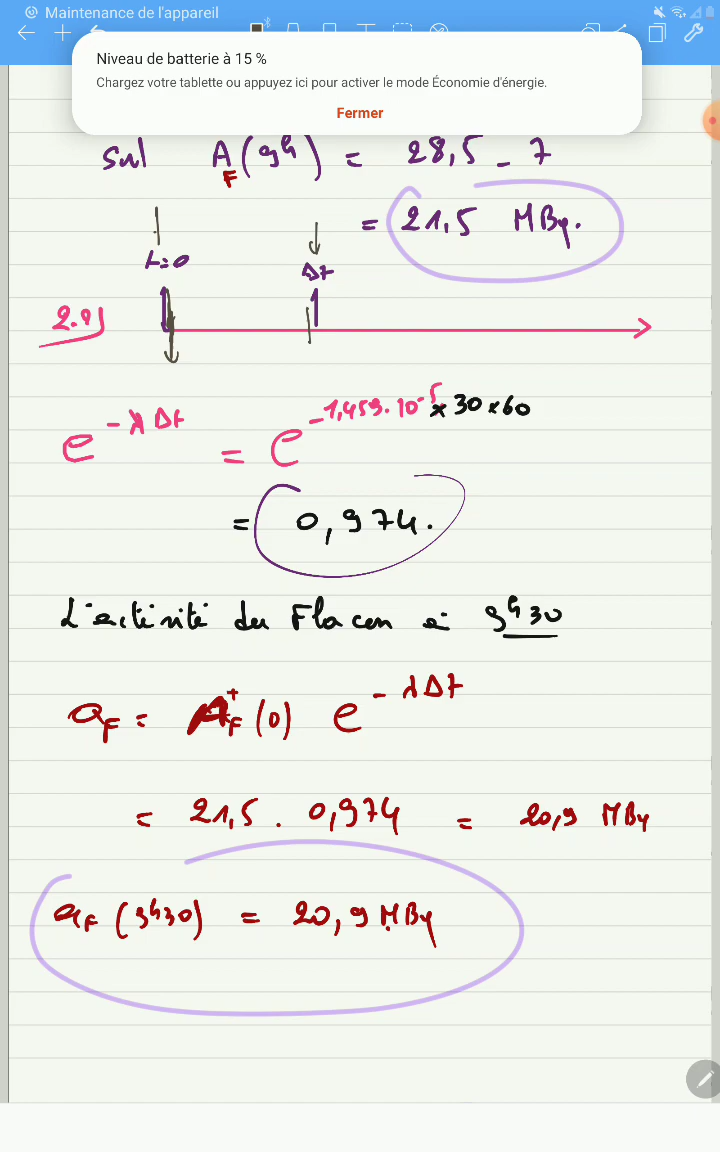 Maintenance de l'appareil
Niveau de batterie à 15 %
Chargez votre tablette ou appuyez ici pour activer le mode Économie d'énergie.
Fermer
A_F(9h) = 28,5 - 7
= 21,5 MBq.
t=0 Δt
e^{-λΔt} = e^{-1,459.10^{-5} × 30×60}
= 0,974.
L'activité du Flacon à 9h30
a_F = A_F^+(0) e^{-λΔt}
= 21,5 . 0,974 = 20,9 MBq
a_F (9h30) = 20,9 MBq